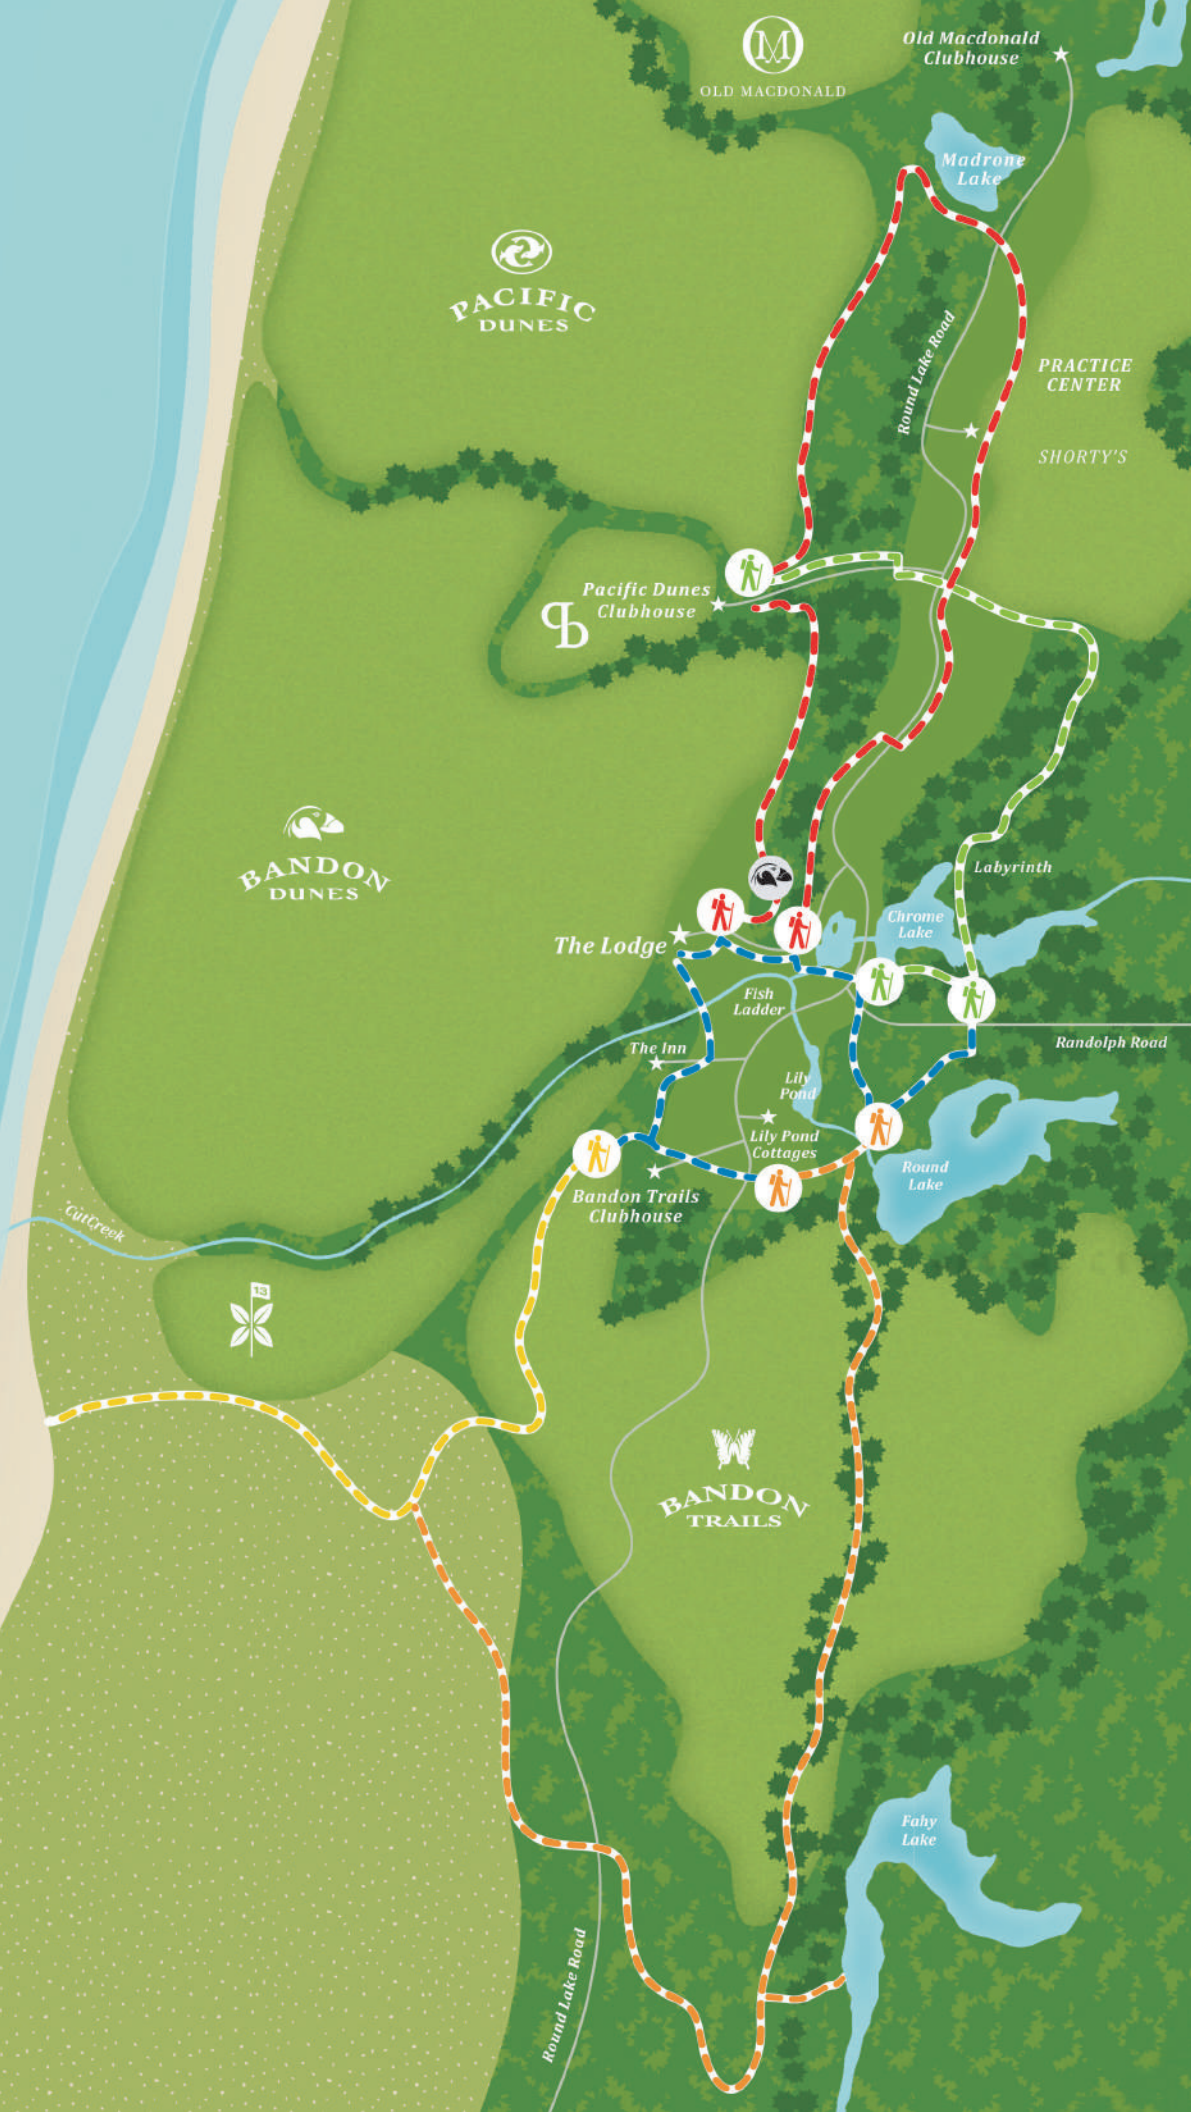 OLD MACDONALD
Old Macdonald
Clubhouse
Madrone
Lake
PACIFIC
DUNES
Round Lake Road
PRACTICE
CENTER
SHORTY'S
Pacific Dunes
Clubhouse
BANDON
DUNES
Labyrinth
Chrome
Lake
The Lodge
Fish
Ladder
The Inn
Randolph Road
Lily
Pond
Lily Pond
Cottages
Round
Lake
Bandon Trails
Clubhouse
CutCreek
13
BANDON
TRAILS
Fahy
Lake
Round Lake Road